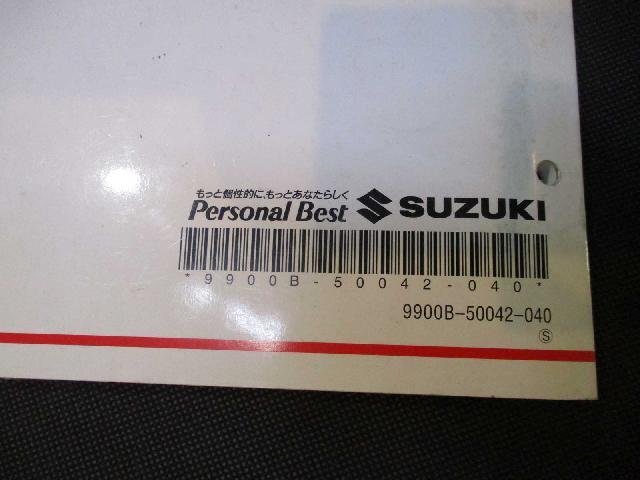 もっと個性的に、もっとあなたらしく
Personal Best SUZUKI
*9900B-50042-040*
9900B-50042-040
Ⓢ